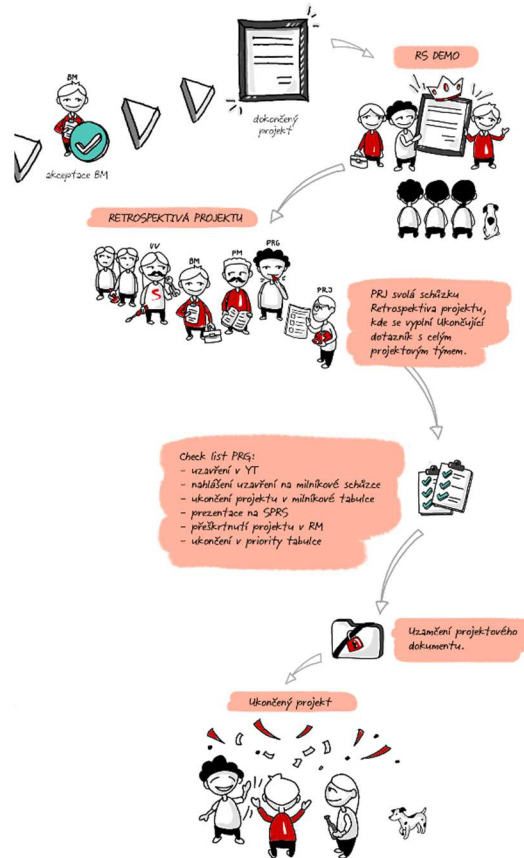 BM
akceptace BM
dokončený
projekt
RS DEMO
RETROSPEKTIVA PROJEKTU
VV
BM
PM
PRG
PRJ
S
PRJ svolá schůzku
Retrospektiva projektu,
kde se vyplní Ukončující
dotazník s celým
projektovým týmem.
Check list PRG:
- uzavření v YT
- nahlášení uzavření na milníkové schůzce
- ukončení projektu v milníkové tabulce
- prezentace na SPRS
- přeškrtnutí projektu v RM
- ukončení v priority tabulce
Uzamčení projektového
dokumentu.
Ukončený projekt